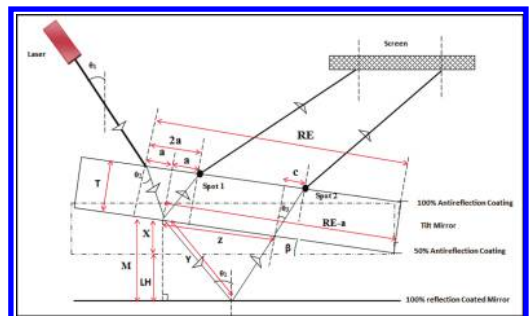 Screen
Laser
θ1
RE
2a
a
a
c
θ2
Spot 1
T
Spot 2
θ3
100% Antireflection Coating
RE-a
Tilt Mirror
X
Z
β
50% Antireflection Coating
M
Y
LH
θ2
100% reflection Coated Mirror